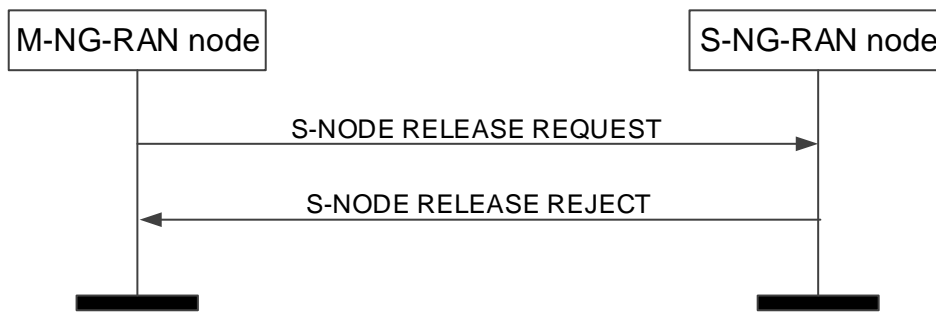 M-NG-RAN node
S-NG-RAN node
S-NODE RELEASE REQUEST
S-NODE RELEASE REJECT